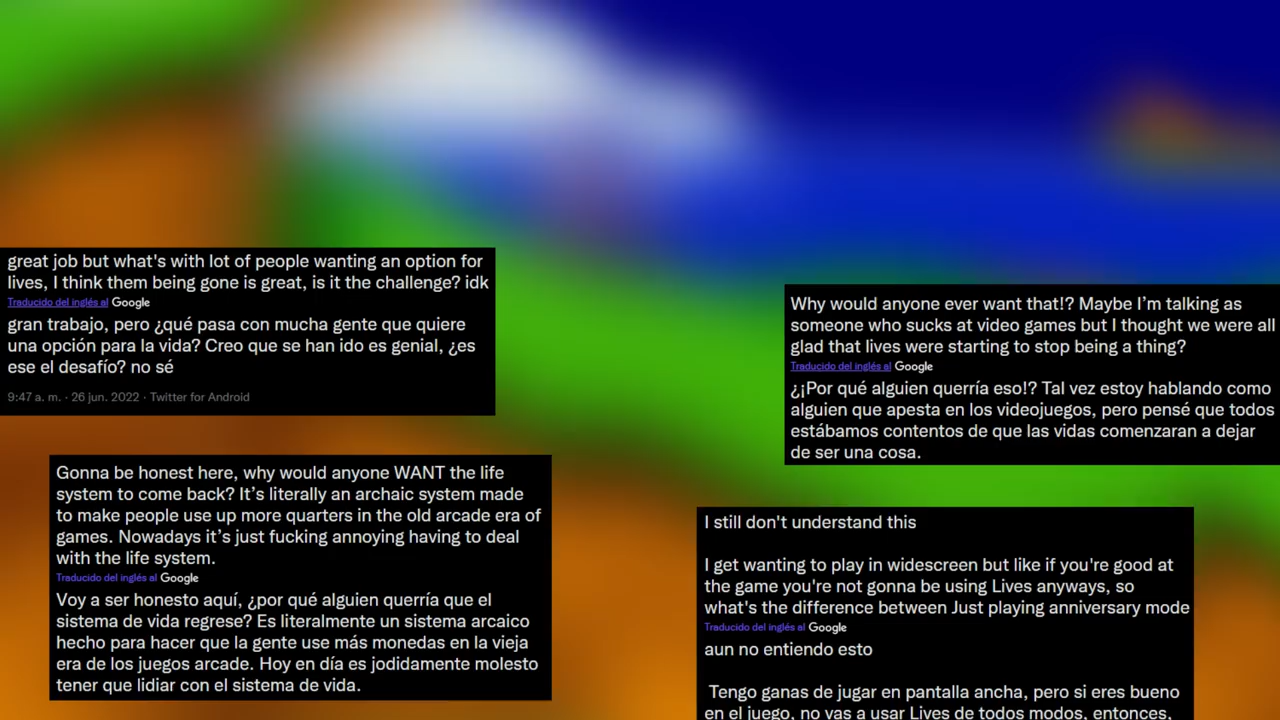 great job but what's with lot of people wanting an option for
lives, I think them being gone is great, is it the challenge? idk
Traducido del inglés al Google
gran trabajo, pero ¿qué pasa con mucha gente que quiere
una opción para la vida? Creo que se han ido es genial, ¿es
ese el desafío? no sé
9:47 a. m. · 26 jun. 2022 · Twitter for Android
Why would anyone ever want that!? Maybe I'm talking as
someone who sucks at video games but I thought we were all
glad that lives were starting to stop being a thing?
Traducido del inglés al Google
¿¡Por qué alguien querría eso!? Tal vez estoy hablando como
alguien que apesta en los videojuegos, pero pensé que todos
estábamos contentos de que las vidas comenzaran a dejar
de ser una cosa.
Gonna be honest here, why would anyone WANT the life
system to come back? It's literally an archaic system made
to make people use up more quarters in the old arcade era of
games. Nowadays it's just fucking annoying having to deal
with the life system.
Traducido del inglés al Google
Voy a ser honesto aquí, ¿por qué alguien querría que el
sistema de vida regrese? Es literalmente un sistema arcaico
hecho para hacer que la gente use más monedas en la vieja
era de los juegos arcade. Hoy en día es jodidamente molesto
tener que lidiar con el sistema de vida.
I still don't understand this
I get wanting to play in widescreen but like if you're good at
the game you're not gonna be using Lives anyways, so
what's the difference between Just playing anniversary mode
Traducido del inglés al Google
aun no entiendo esto
Tengo ganas de jugar en pantalla ancha, pero si eres bueno
en el juego, no vas a usar Lives de todos modos, entonces,